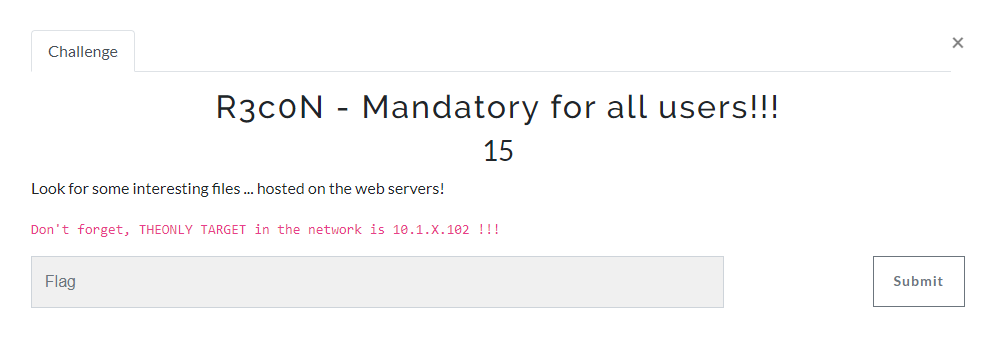 Challenge
×
R3c0N - Mandatory for all users!!!
15
Look for some interesting files ... hosted on the web servers!
Don't forget, THEONLY TARGET in the network is 10.1.X.102 !!!
Flag
Submit